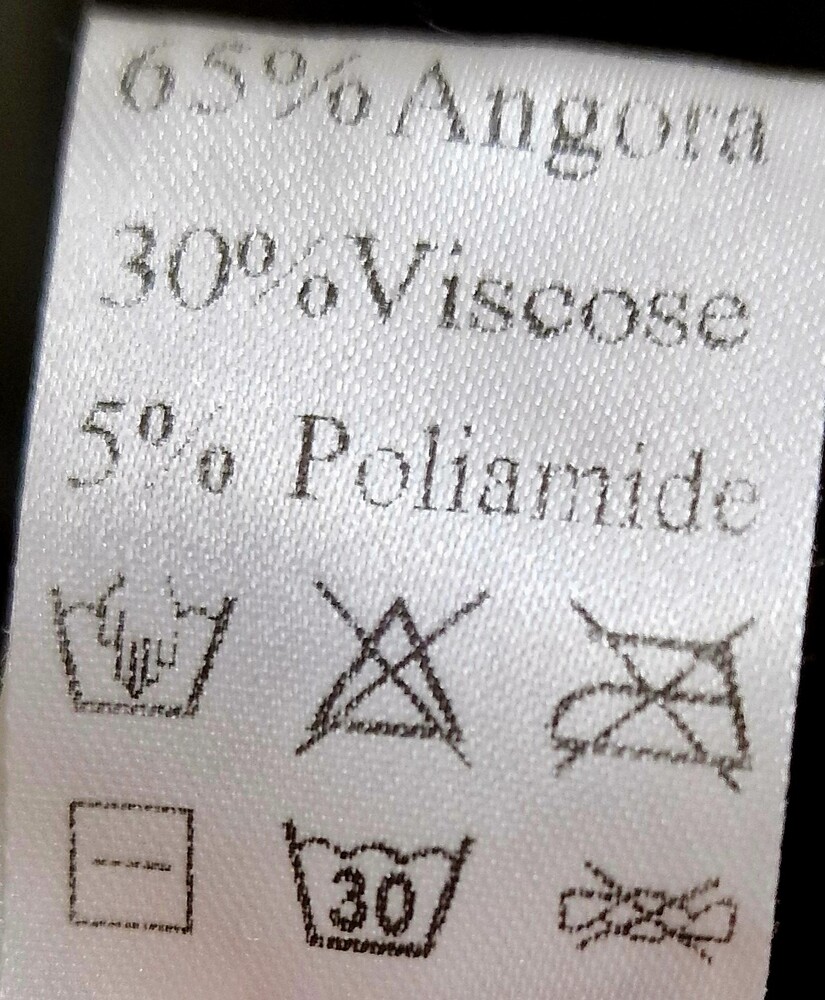 65% Angora
30% Viscose
5% Poliamide
30